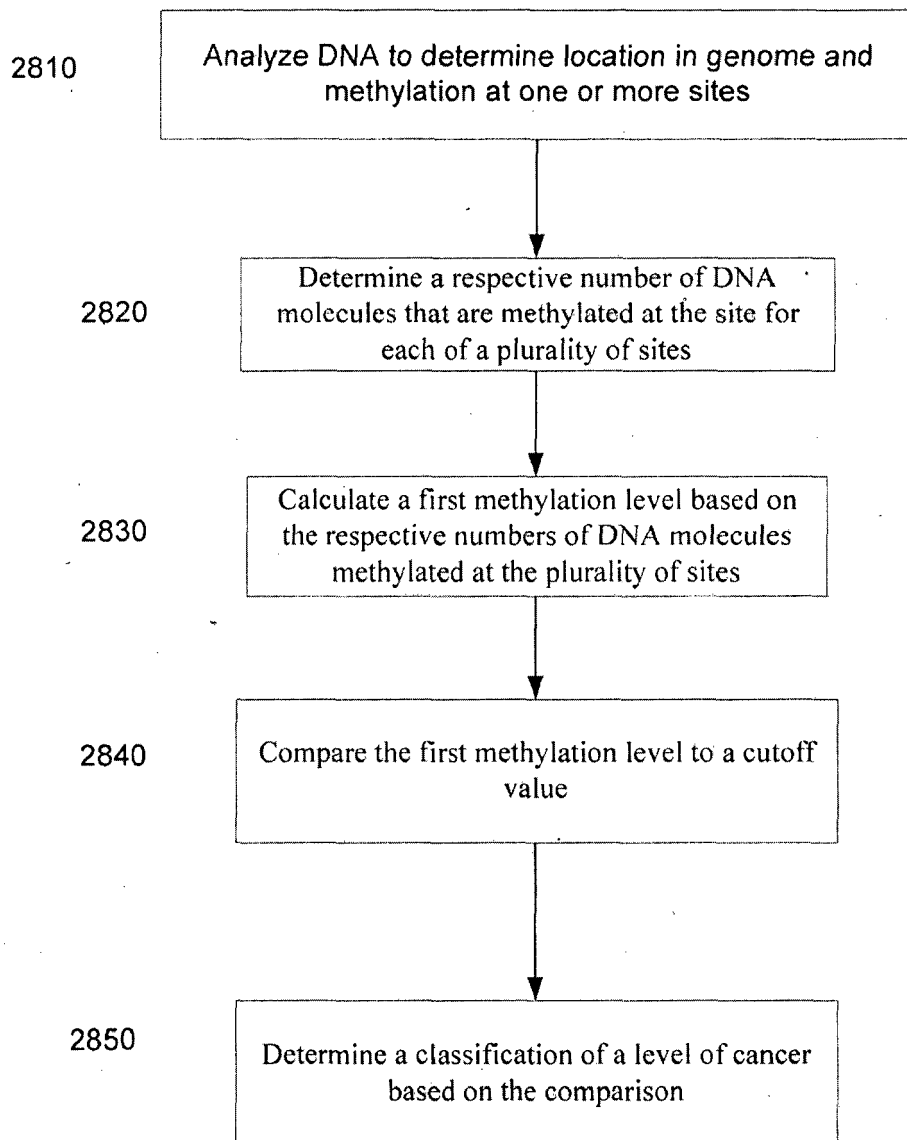 2810
Analyze DNA to determine location in genome and
methylation at one or more sites
2820
Determine a respective number of DNA
molecules that are methylated at the site for
each of a plurality of sites
2830
Calculate a first methylation level based on
the respective numbers of DNA molecules
methylated at the plurality of sites
2840
Compare the first methylation level to a cutoff
value
2850
Determine a classification of a level of cancer
based on the comparison